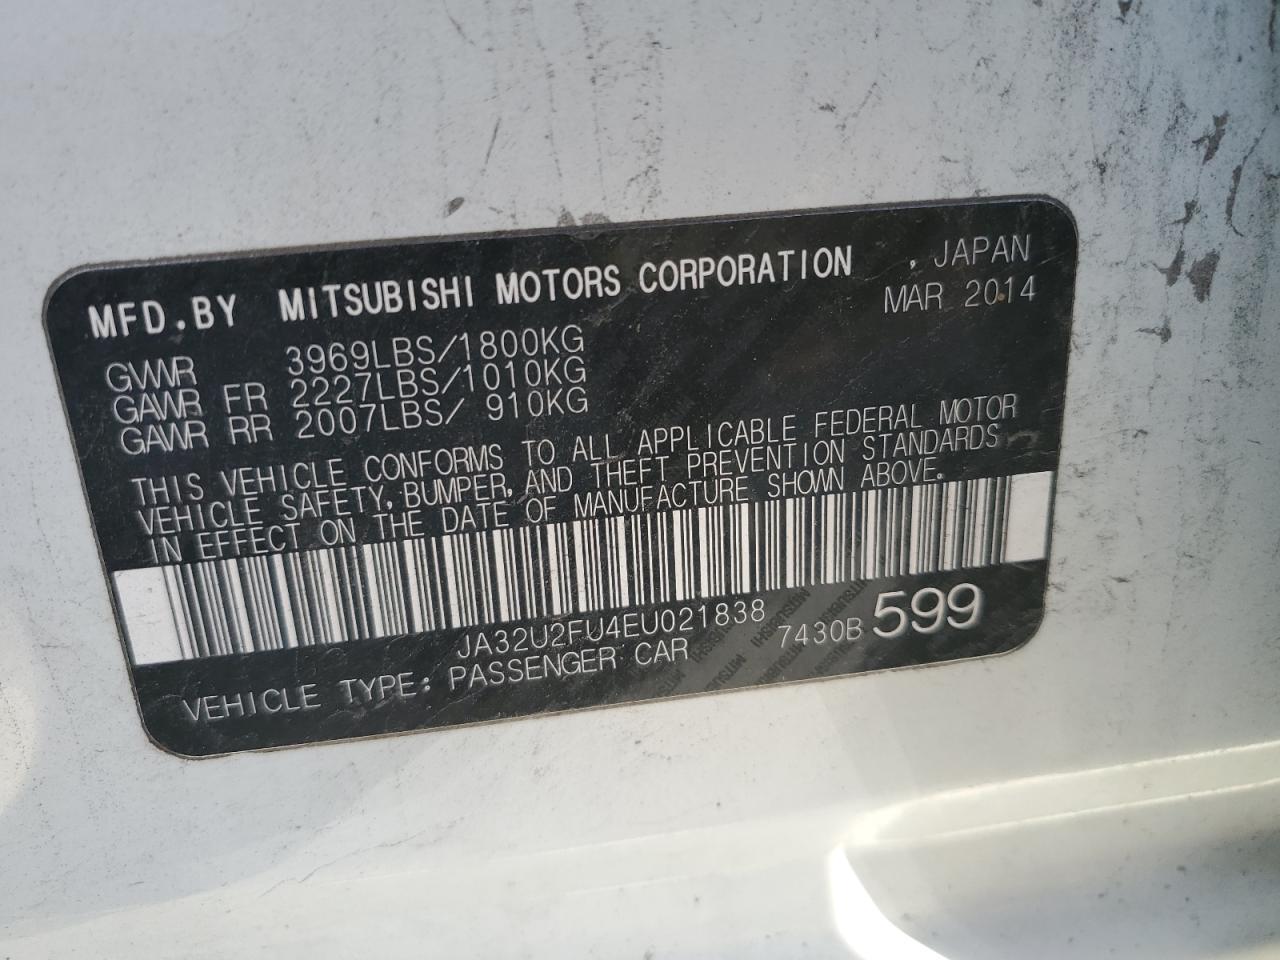 MFD.BY MITSUBISHI MOTORS CORPORATION , JAPAN
MAR 2014
GVWR 3969LBS/1800KG
GAWR FR 2227LBS/1010KG
GAWR RR 2007LBS/ 910KG
THIS VEHICLE CONFORMS TO ALL APPLICABLE FEDERAL MOTOR
VEHICLE SAFETY, BUMPER, AND THEFT PREVENTION STANDARDS
IN EFFECT ON THE DATE OF MANUFACTURE SHOWN ABOVE.
JA32U2FU4EU021838
7430B 599
VEHICLE TYPE: PASSENGER CAR